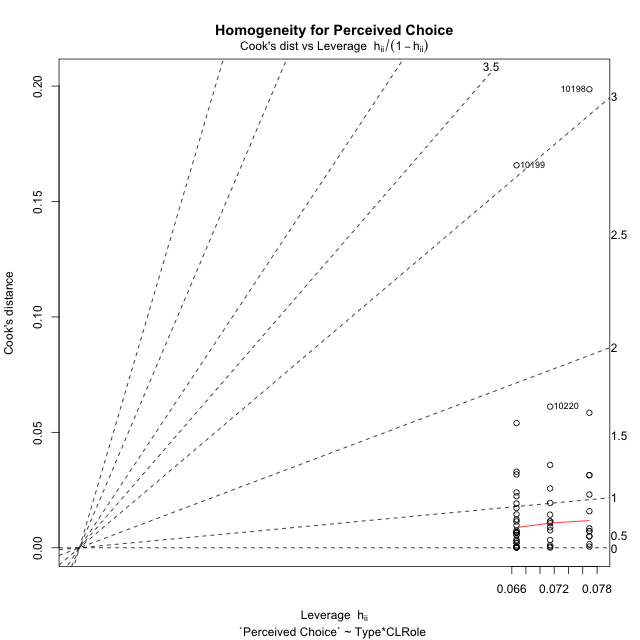 Homogeneity for Perceived Choice
Cook's dist vs Leverage hii/(1 − hii)
3.5
3
2.5
2
1.5
1
0.5
0
10198
10199
10220
0.20
0.15
0.10
0.05
0.00
Cook's distance
0.066 0.072 0.078
Leverage hii
`Perceived Choice` ~ Type*CLRole